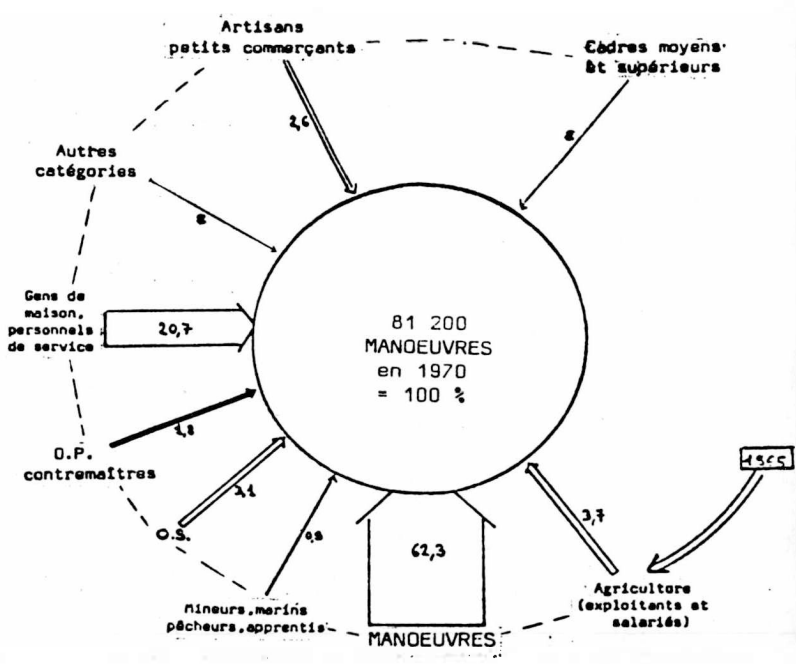 Artisans
petits commerçants
Cadres moyens
et supérieurs
2,6
ε
Autres
catégories
ε
Gens de
maison,
personnels
de service
20,7
81 200
MANOEUVRES
en 1970
= 100 %
O.P.
contremaîtres
1,8
O.S.
62,3
3,7
Mineurs, marins
pêcheurs, apprentis
MANOEUVRES
Agriculture
(exploitants et
salariés)